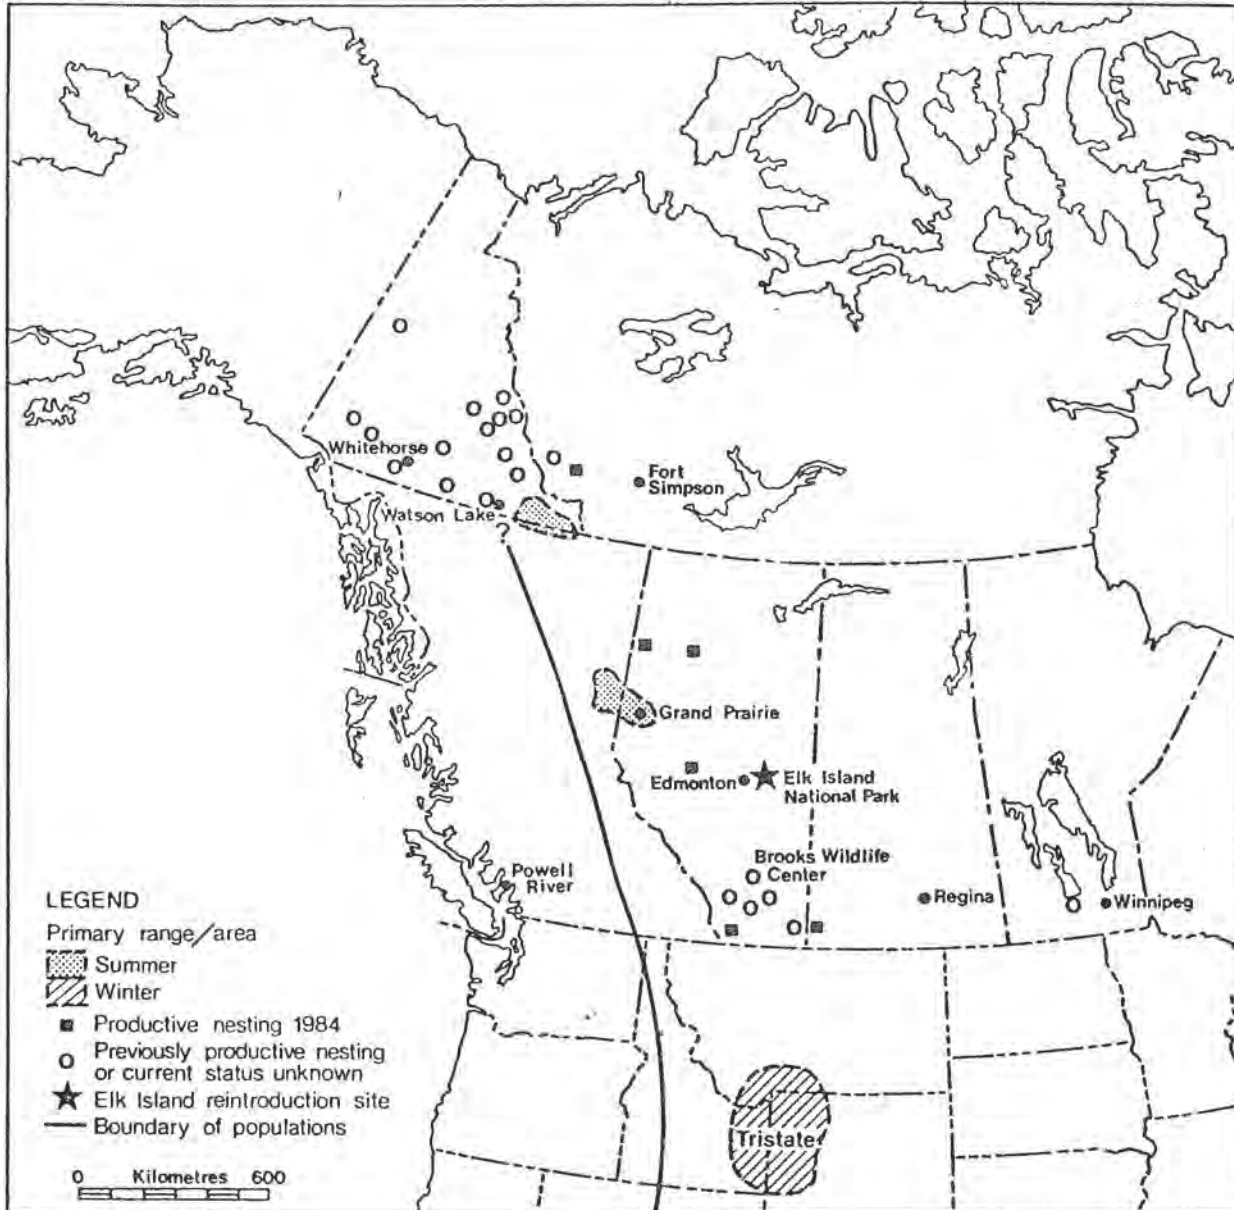 Whitehorse
Fort
Simpson
Watson Lake
?
Grand Prairie
Edmonton
Elk Island
National Park
Brooks Wildlife
Center
Powell
River
Regina
Winnipeg
LEGEND
Primary range/area
Summer
Winter
Productive nesting 1984
Previously productive nesting
or current status unknown
Elk Island reintroduction site
Boundary of populations
0 Kilometres 600
Tristate